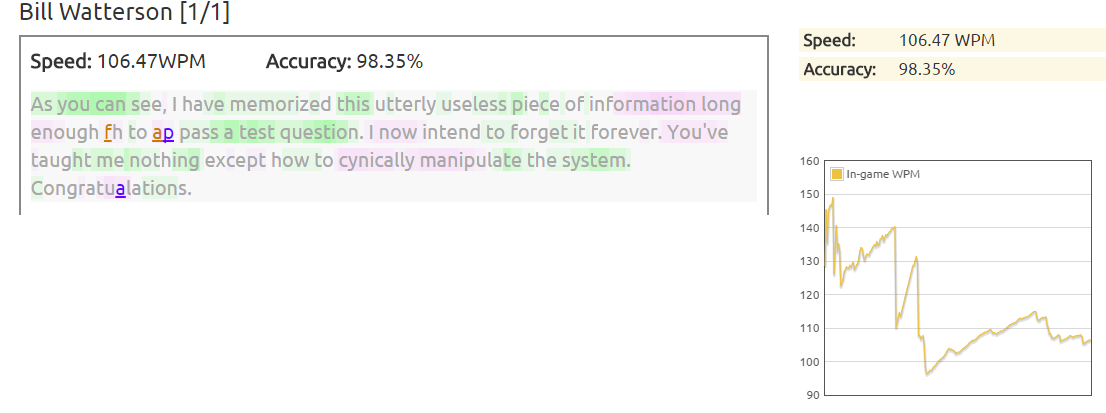 Bill Watterson [1/1]
Speed: 106.47WPM Accuracy: 98.35%
As you can see, I have memorized this utterly useless piece of information long
enough fh to ap pass a test question. I now intend to forget it forever. You've
taught me nothing except how to cynically manipulate the system.
Congratualations.
Speed: 106.47 WPM
Accuracy: 98.35%
160
In-game WPM
150
140
130
120
110
100
90